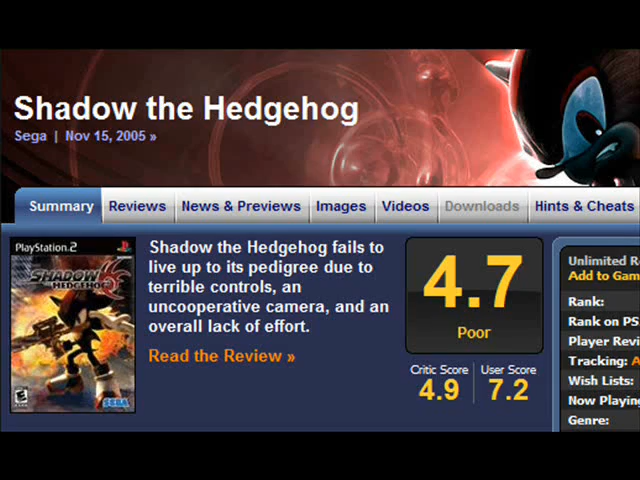 Shadow the Hedgehog
Sega | Nov 15, 2005 »
Summary
Reviews
News & Previews
Images
Videos
Downloads
Hints & Cheats
PlayStation.2
SHADOW
THE HEDGEHOG
SEGA
Shadow the Hedgehog fails to
live up to its pedigree due to
terrible controls, an
uncooperative camera, and an
overall lack of effort.
Read the Review »
4.7
Poor
Critic Score
4.9
User Score
7.2
Unlimited R
Add to Gam
Rank:
Rank on PS
Player Revi
Tracking: A
Wish Lists:
Now Playing
Genre: